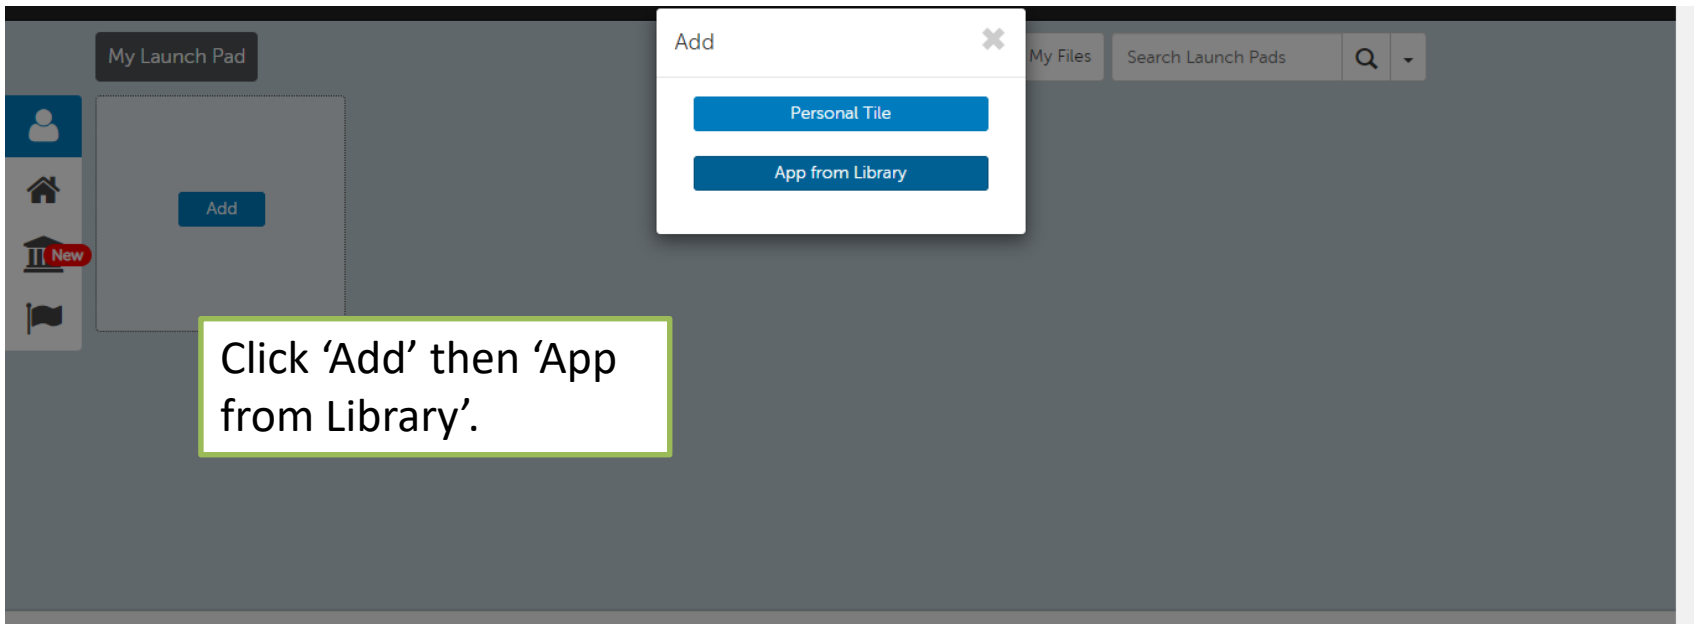 My Launch Pad
Add
My Files
Search Launch Pads
Personal Tile
App from Library
Add
New
Click ‘Add’ then ‘App
from Library’.